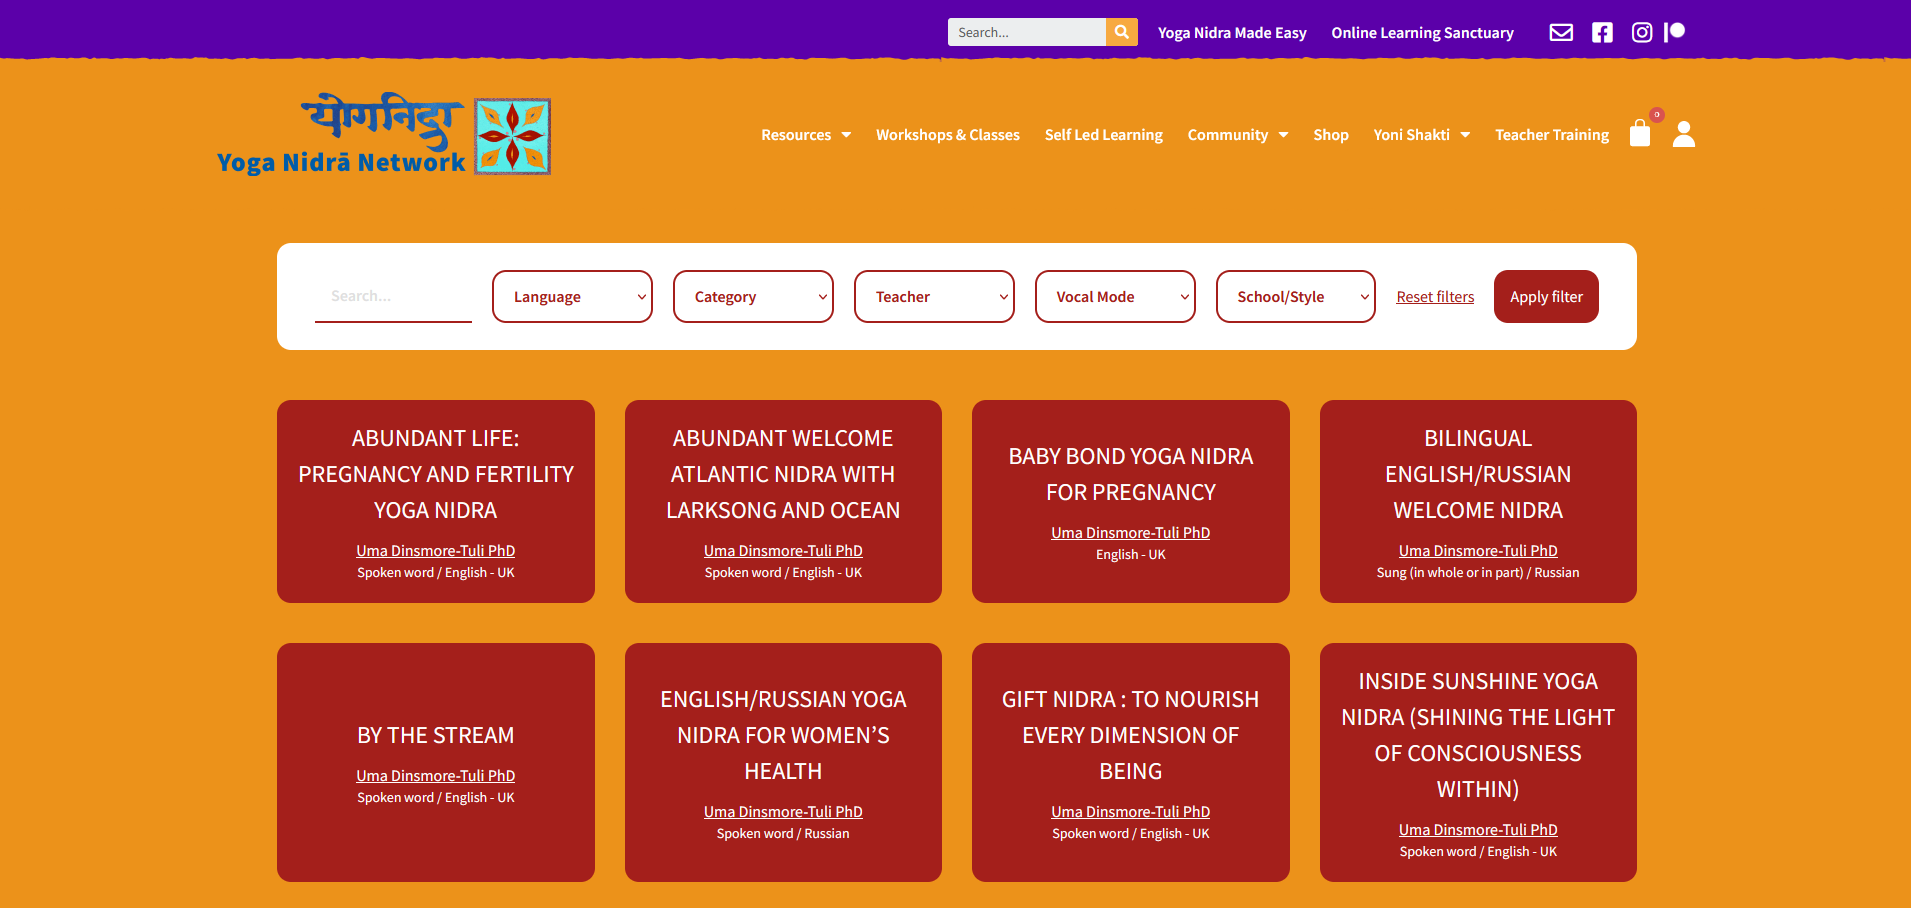 Search...
Yoga Nidra Made Easy
Online Learning Sanctuary
योगनिद्रा
Yoga Nidrā Network
Resources
Workshops & Classes
Self Led Learning
Community
Shop
Yoni Shakti
Teacher Training
0
Search...
Language
Category
Teacher
Vocal Mode
School/Style
Reset filters
Apply filter
ABUNDANT LIFE:
PREGNANCY AND FERTILITY
YOGA NIDRA
Uma Dinsmore-Tuli PhD
Spoken word / English - UK
ABUNDANT WELCOME
ATLANTIC NIDRA WITH
LARKSONG AND OCEAN
Uma Dinsmore-Tuli PhD
Spoken word / English - UK
BABY BOND YOGA NIDRA
FOR PREGNANCY
Uma Dinsmore-Tuli PhD
English - UK
BILINGUAL
ENGLISH/RUSSIAN
WELCOME NIDRA
Uma Dinsmore-Tuli PhD
Sung (in whole or in part) / Russian
BY THE STREAM
Uma Dinsmore-Tuli PhD
Spoken word / English - UK
ENGLISH/RUSSIAN YOGA
NIDRA FOR WOMEN’S
HEALTH
Uma Dinsmore-Tuli PhD
Spoken word / Russian
GIFT NIDRA : TO NOURISH
EVERY DIMENSION OF
BEING
Uma Dinsmore-Tuli PhD
Spoken word / English - UK
INSIDE SUNSHINE YOGA
NIDRA (SHINING THE LIGHT
OF CONSCIOUSNESS
WITHIN)
Uma Dinsmore-Tuli PhD
Spoken word / English - UK